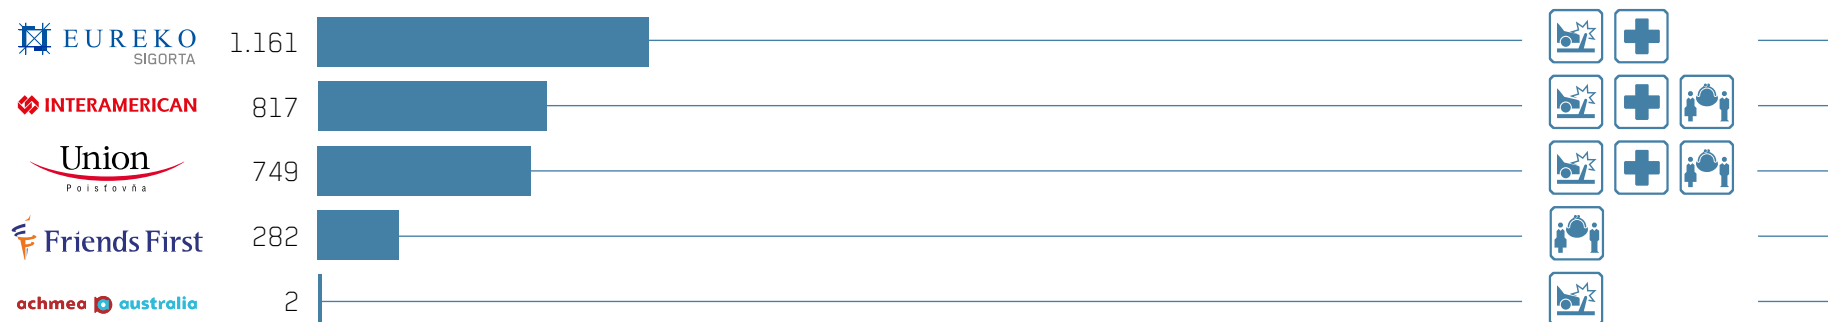 EUREKO
SIGORTA
1.161
INTERAMERICAN
817
Union
Poisťovňa
749
Friends First
282
achmea australia
2